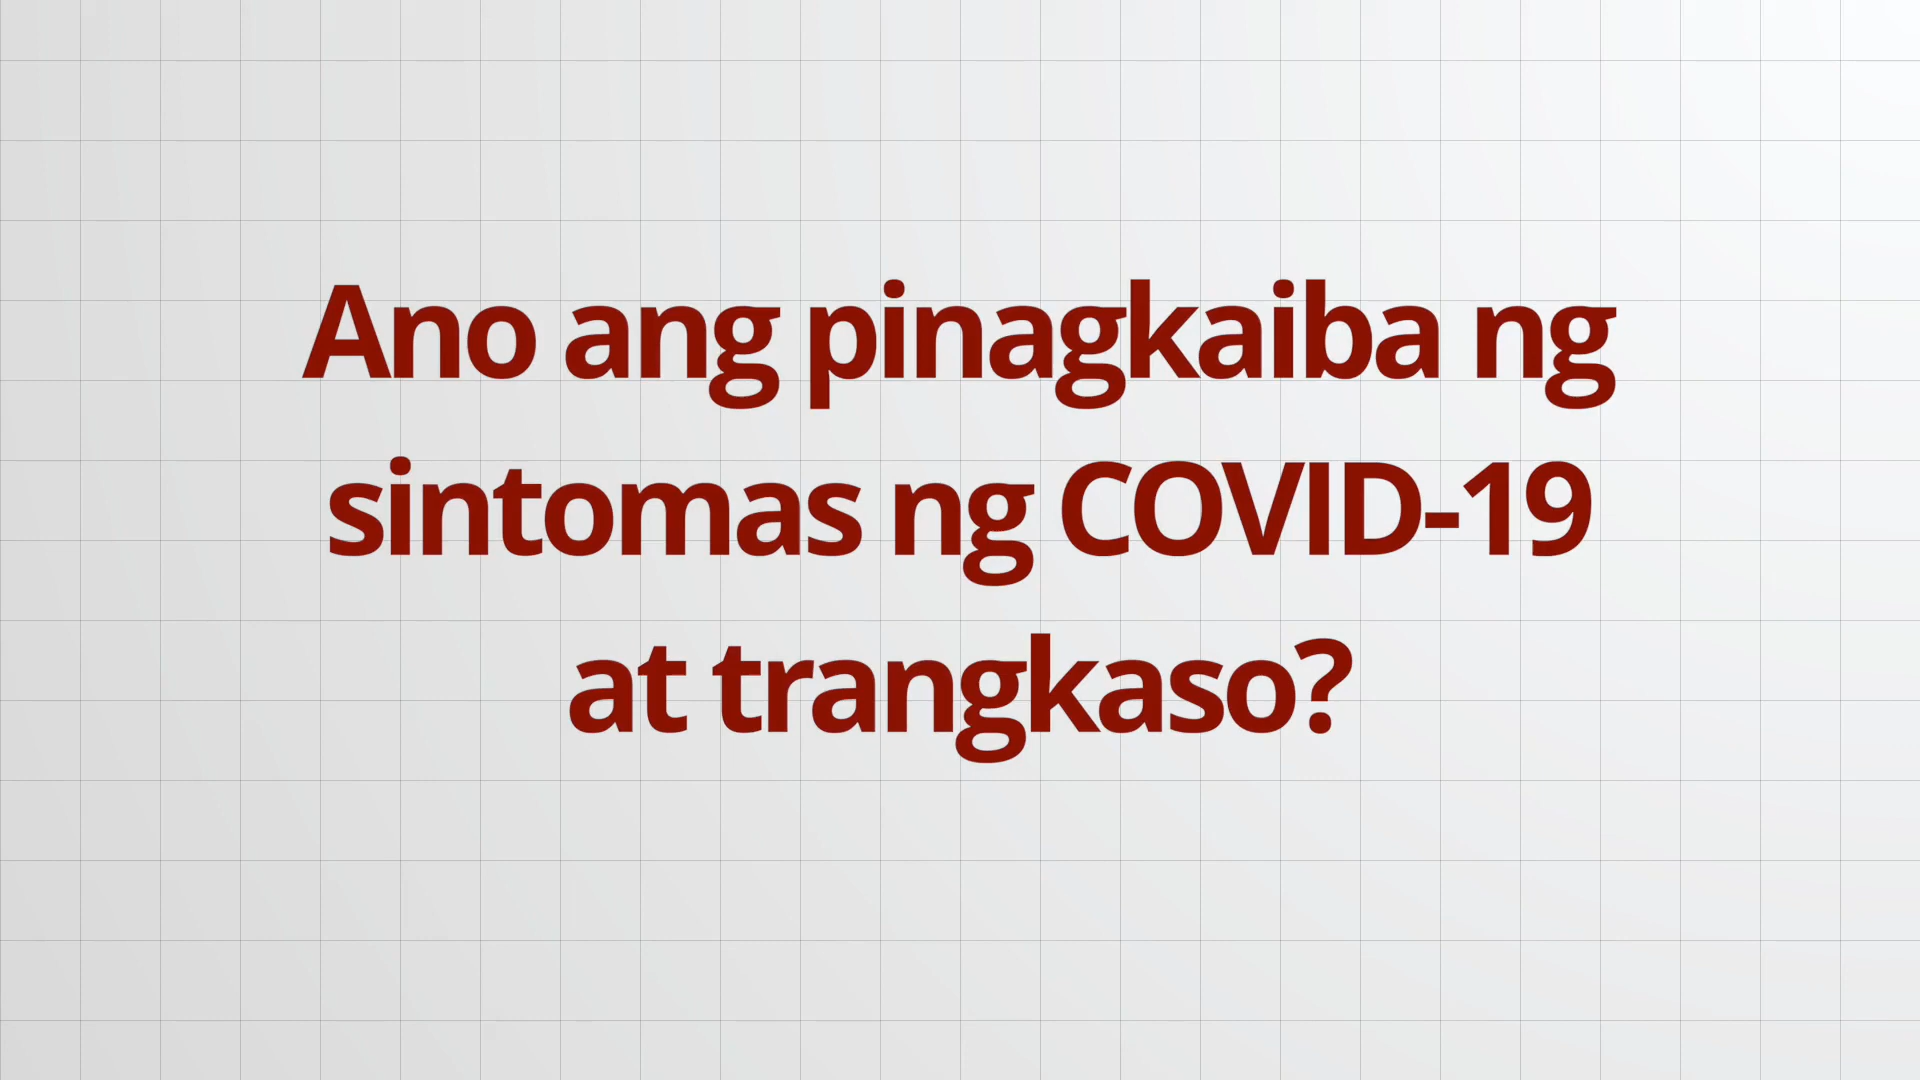 Ano ang pinagkaiba ng
sintomas ng COVID-19
at trangkaso?